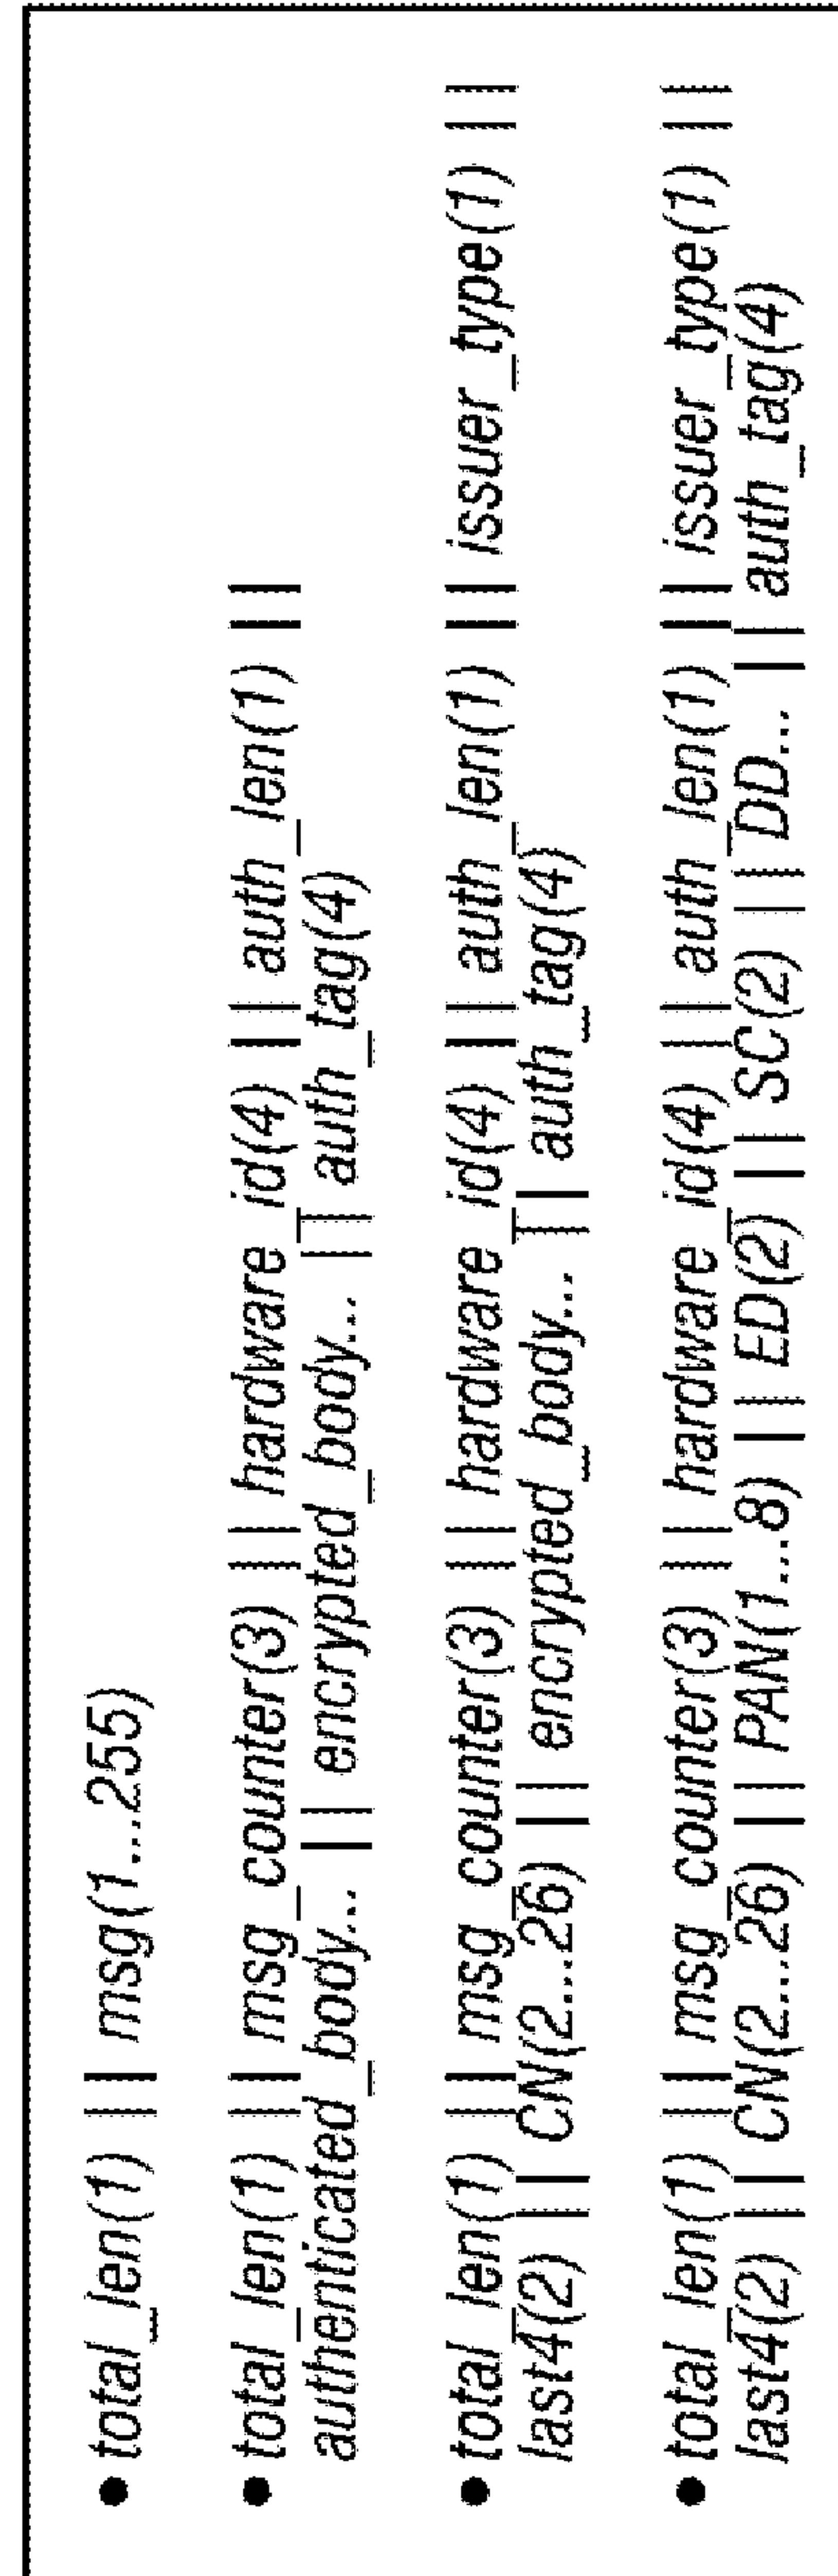 • total_len(1) || msg(1...255)
• total_len(1) || msg_counter(3) || hardware_id(4) || auth_len(1) ||
authenticated_body... || encrypted_body... || auth_tag(4)
• total_len(1) || msg_counter(3) || hardware_id(4) || auth_len(1) || issuer_type(1) ||
last4(2) || CN(2...26) || encrypted_body... || auth_tag(4)
• total_len(1) || msg_counter(3) || hardware_id(4) || auth_len(1) || issuer_type(1) ||
last4(2) || CN(2...26) || PAN(1...8) || ED(2) || SC(2) || DD... || auth_tag(4)